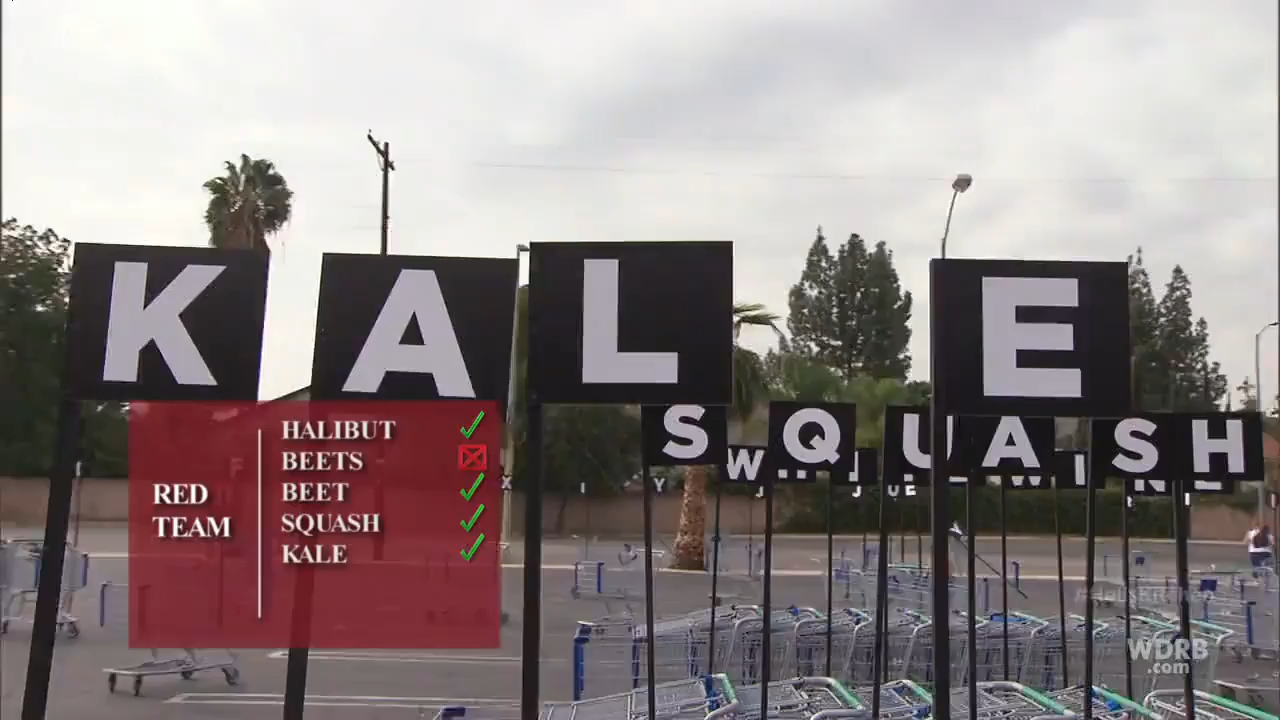 KALE
SQUASH
HALIBUT
BEETS
RED TEAM
BEET
SQUASH
KALE
WDRB
.com